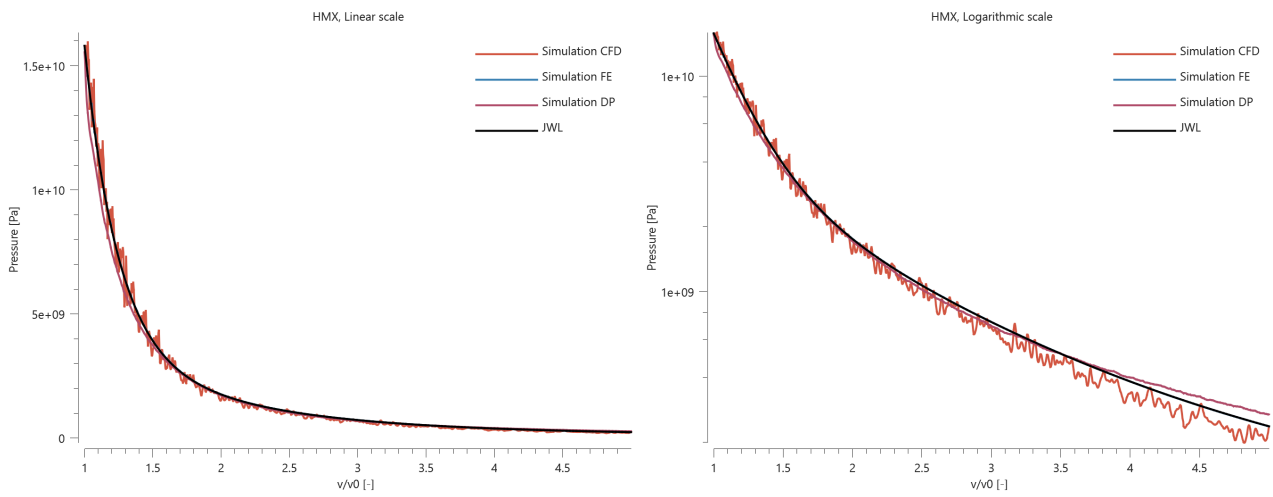 HMX, Linear scale
Simulation CFD
Simulation FE
Simulation DP
JWL
1.5e+10
1e+10
5e+09
0
Pressure [Pa]
1
1.5
2
2.5
3
3.5
4
4.5
v/v0 [-]
HMX, Logarithmic scale
Simulation CFD
Simulation FE
Simulation DP
JWL
1e+10
1e+09
Pressure [Pa]
1
1.5
2
2.5
3
3.5
4
4.5
v/v0 [-]